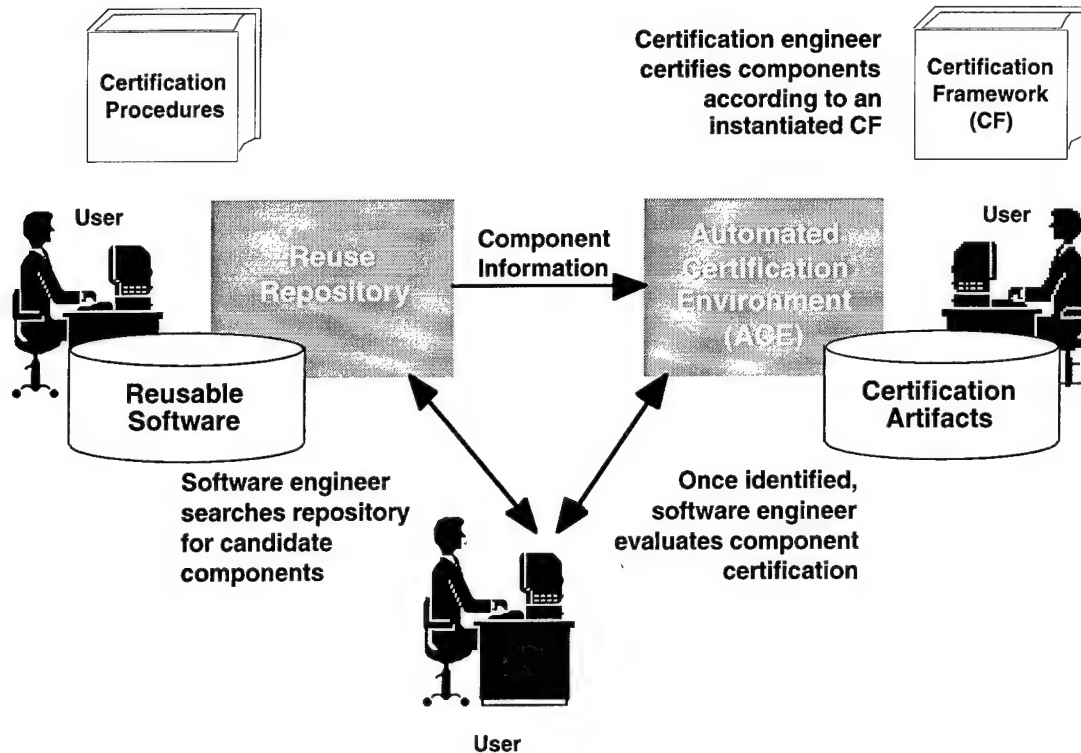 Certification
Procedures
Certification engineer
certifies components
according to an
instantiated CF
Certification
Framework
(CF)
User
Reuse
Repository
Component
Information
Automated
Certification
Environment
(ACE)
User
Reusable
Software
Certification
Artifacts
Software engineer
searches repository
for candidate
components
Once identified,
software engineer
evaluates component
certification
User